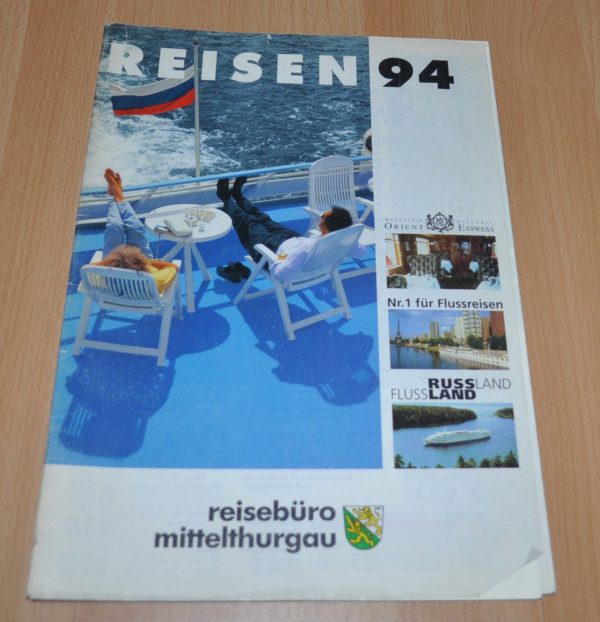 REISEN 94
ORIENT EXPRESS
Nr.1 für Flussreisen
RUSSLAND
FLUSSLAND
reisebüro
mittelthurgau